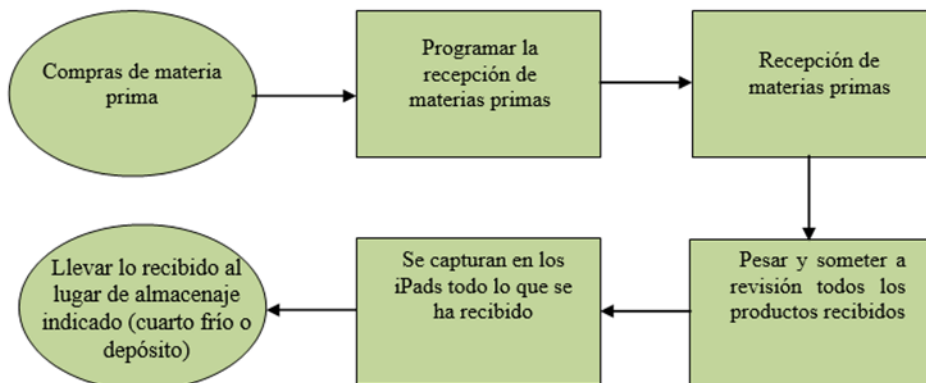 Compras de materia
prima
Programar la
recepción de
materias primas
Recepción de
materias primas
Pesar y someter a
revisión todos los
productos recibidos
Se capturan en los
iPads todo lo que se
ha recibido
Llevar lo recibido al
lugar de almacenaje
indicado (cuarto frío o
depósito)